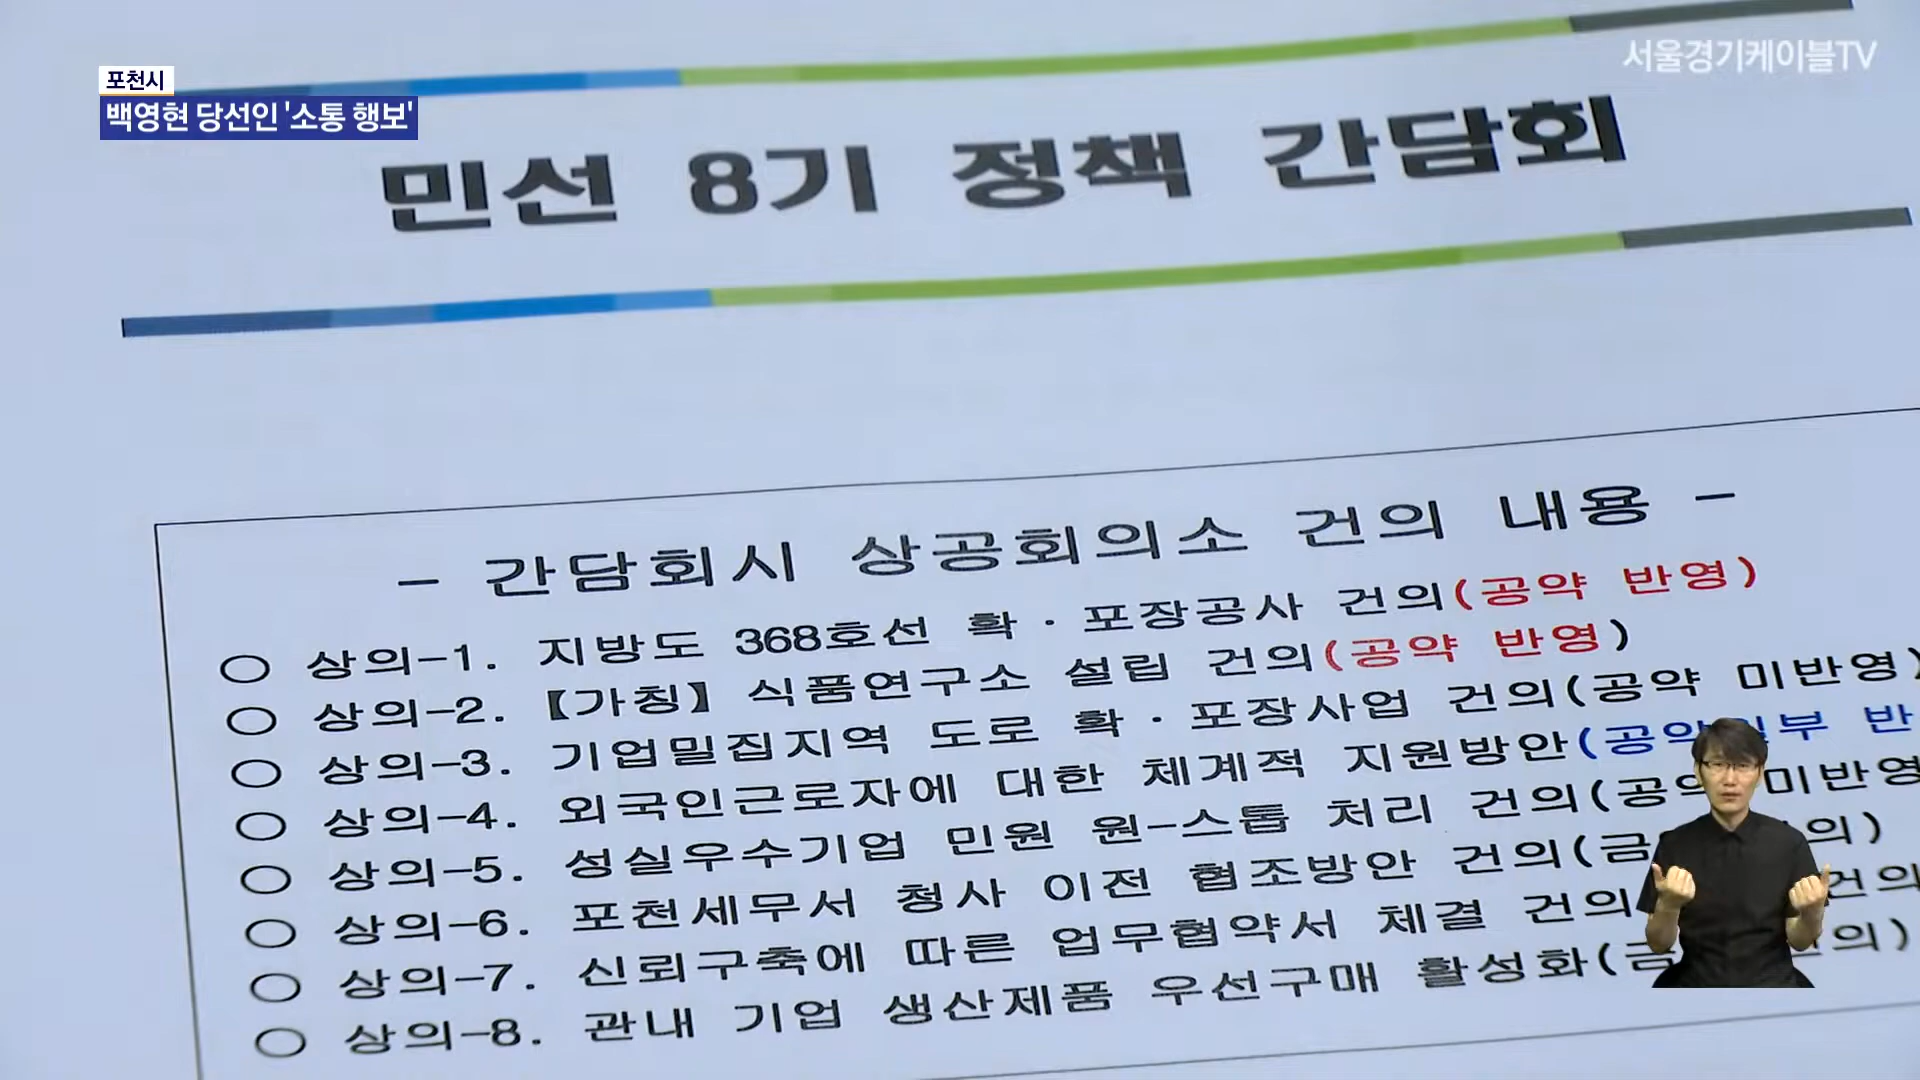 포천시
백영현 당선인 '소통 행보'
서울경기케이블TV
민선 8기 정책 간담회
- 간담회시 상공회의소 건의 내용 -
○ 상의-1. 지방도 368호선 확·포장공사 건의(공약 반영)
○ 상의-2. 【가칭】 식품연구소 설립 건의(공약 반영)
○ 상의-3. 기업밀집지역 도로 확·포장사업 건의(공약 미반영)
○ 상의-4. 외국인근로자에 대한 체계적 지원방안(공약일부 반
○ 상의-5. 성실우수기업 민원 원-스톱 처리 건의(공 미반영
○ 상의-6. 포천세무서 청사 이전 협조방안 건의(금 의)
○ 상의-7. 신뢰구축에 따른 업무협약서 체결 건의 건의
○ 상의-8. 관내 기업 생산제품 우선구매 활성화(금 의)